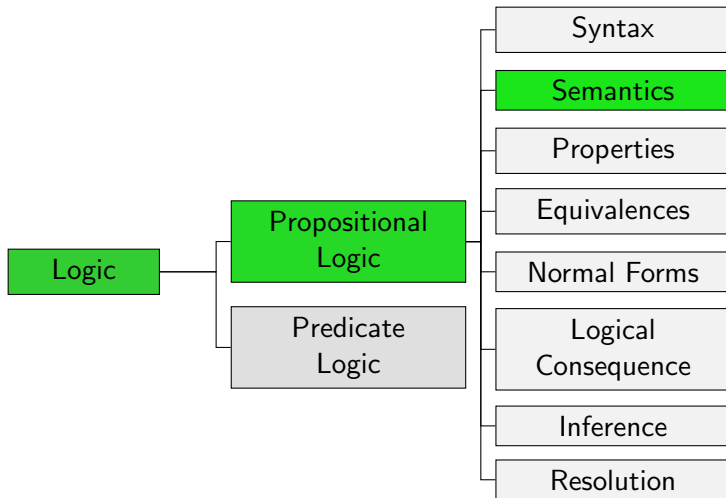 Logic
Propositional
Logic
Predicate
Logic
Syntax
Semantics
Properties
Equivalences
Normal Forms
Logical
Consequence
Inference
Resolution